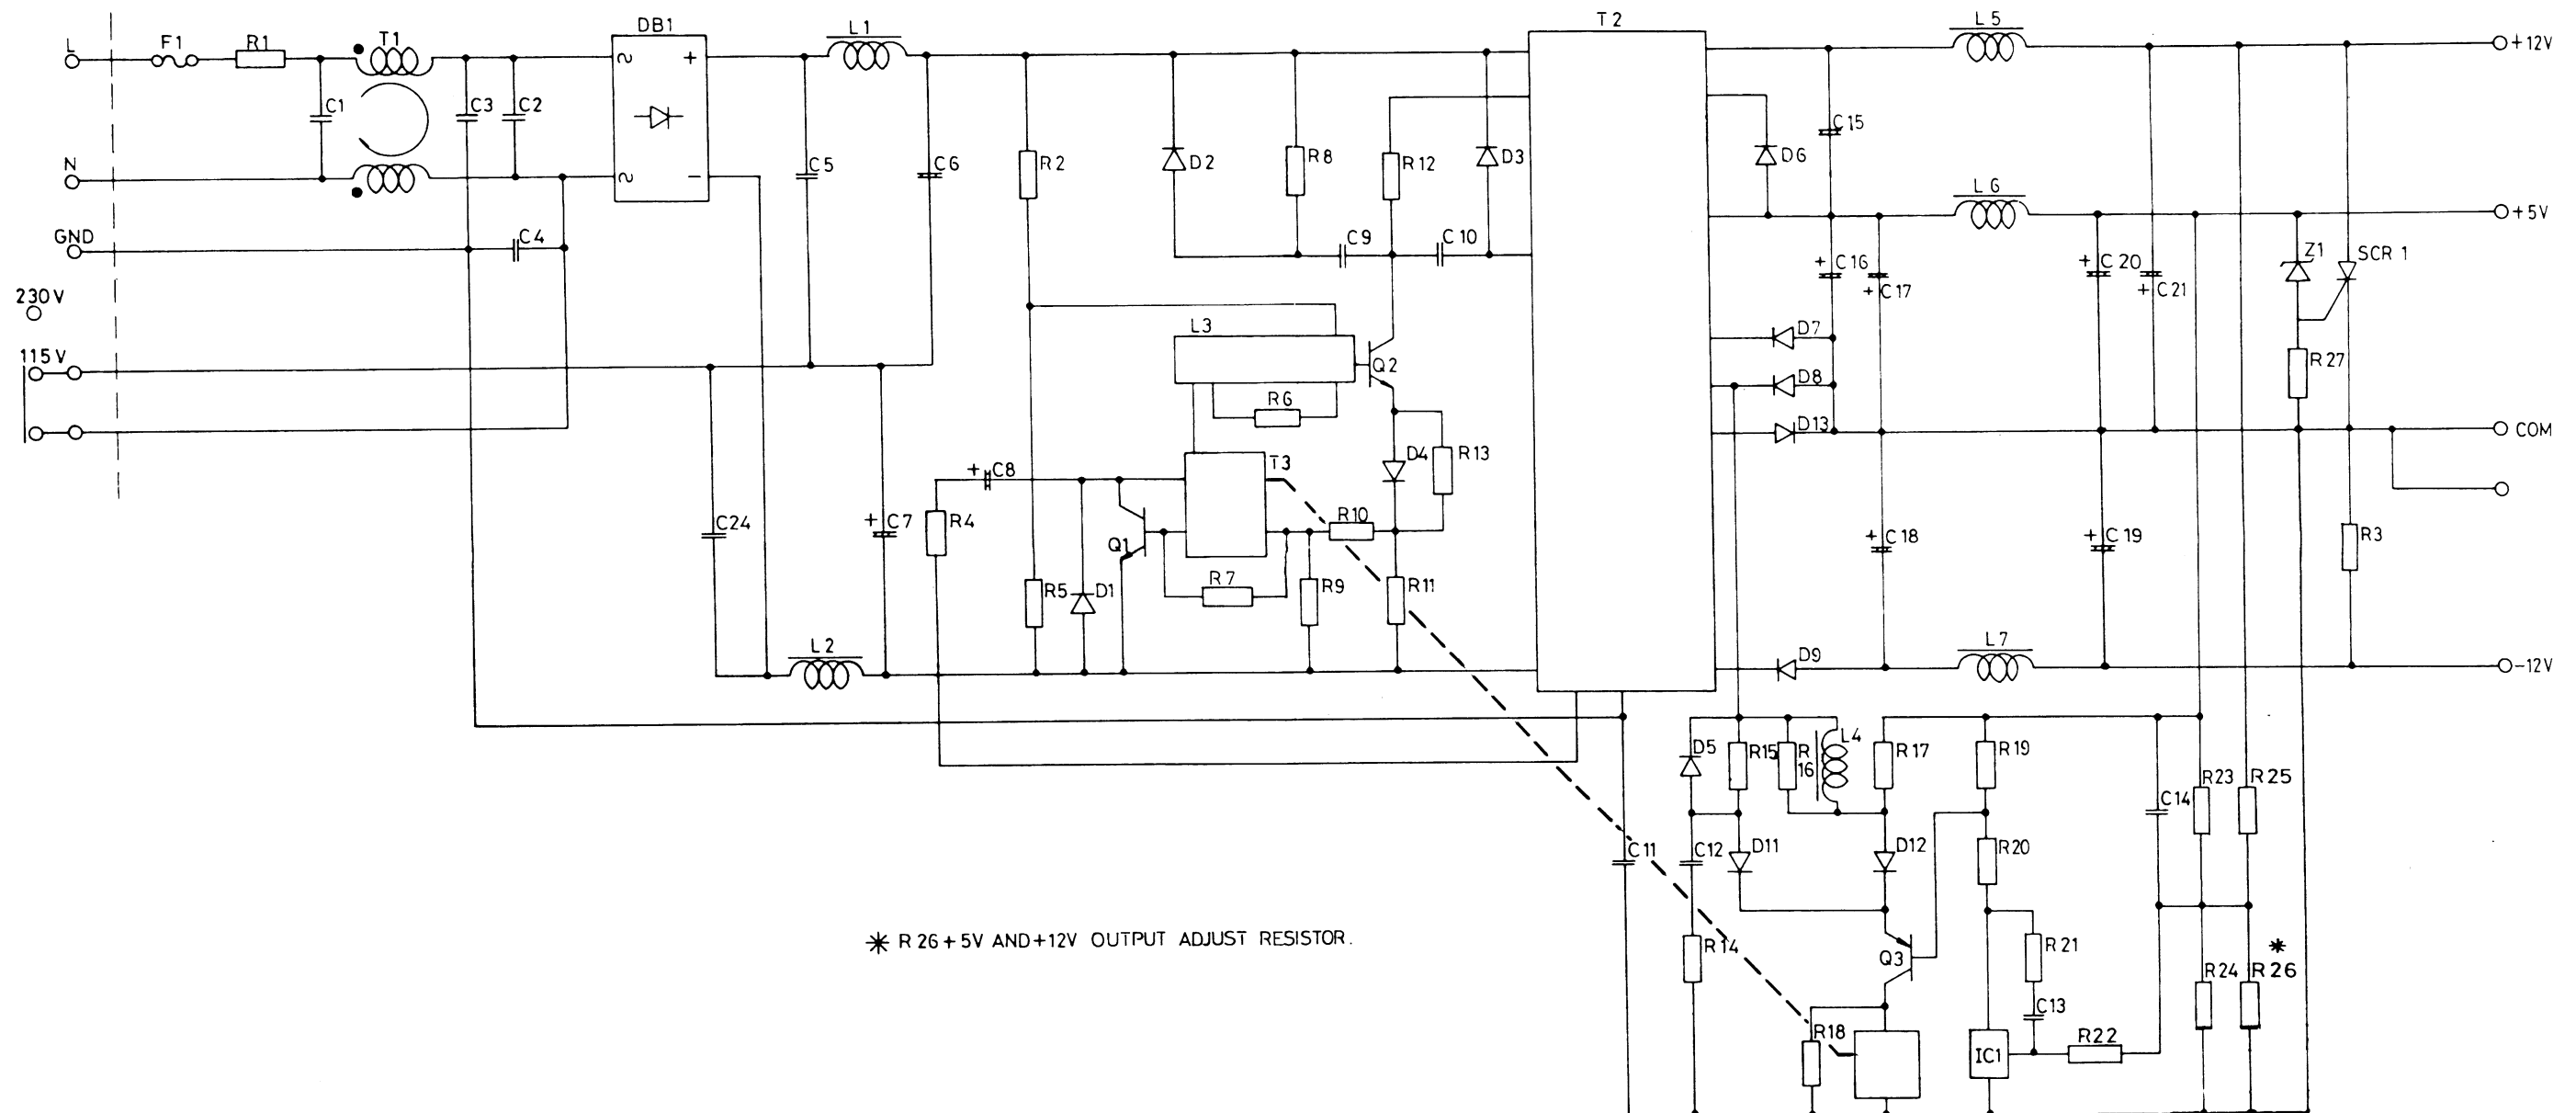 DB1
L1
T2
L5
L
F1
R1
T1
+
+12V
C1
C3
C2
C15
N
C5
C6
R2
D2
R8
R12
D3
D6
-
L6
+5V
GND
C4
C9
C10
+ C16
+ C17
+ C20
+ C21
Z1
SCR 1
230V
L3
D7
115V
Q2
R27
D8
R6
D13
COM
+ C8
T3
D4
R13
C24
+ C7
R4
R10
+ C18
+ C19
R3
Q1
R7
R5
D1
R9
R11
L2
D9
L7
-12V
D5
R15
R 16
L4
R17
R19
R23
R25
C14
C11
C12
D11
D12
R20
* R26 +5V AND +12V OUTPUT ADJUST RESISTOR.
R14
Q3
R21
*
R24
R26
C13
R18
IC1
R22